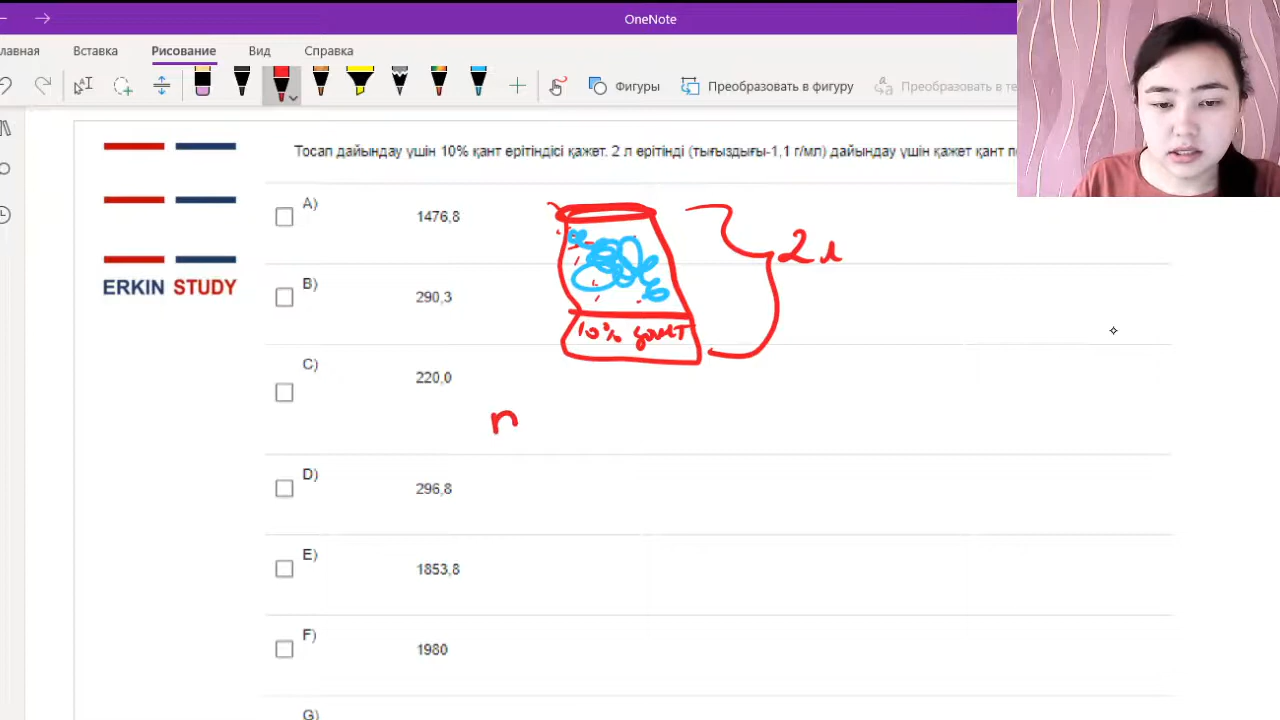 OneNote
лавная Вставка Рисование Вид Справка
Фигуры Преобразовать в фигуру Преобразовать в те
Тосап дайындау үшін 10% қант ерітіндісі қажет. 2 л ерітінді (тығыздығы-1,1 г/мл) дайындау үшін қажет қант
ERKIN STUDY
A) 1476,8
B) 290,3
C) 220,0
D) 296,8
E) 1853,8
F) 1980
G)
10% қант
2 л
m